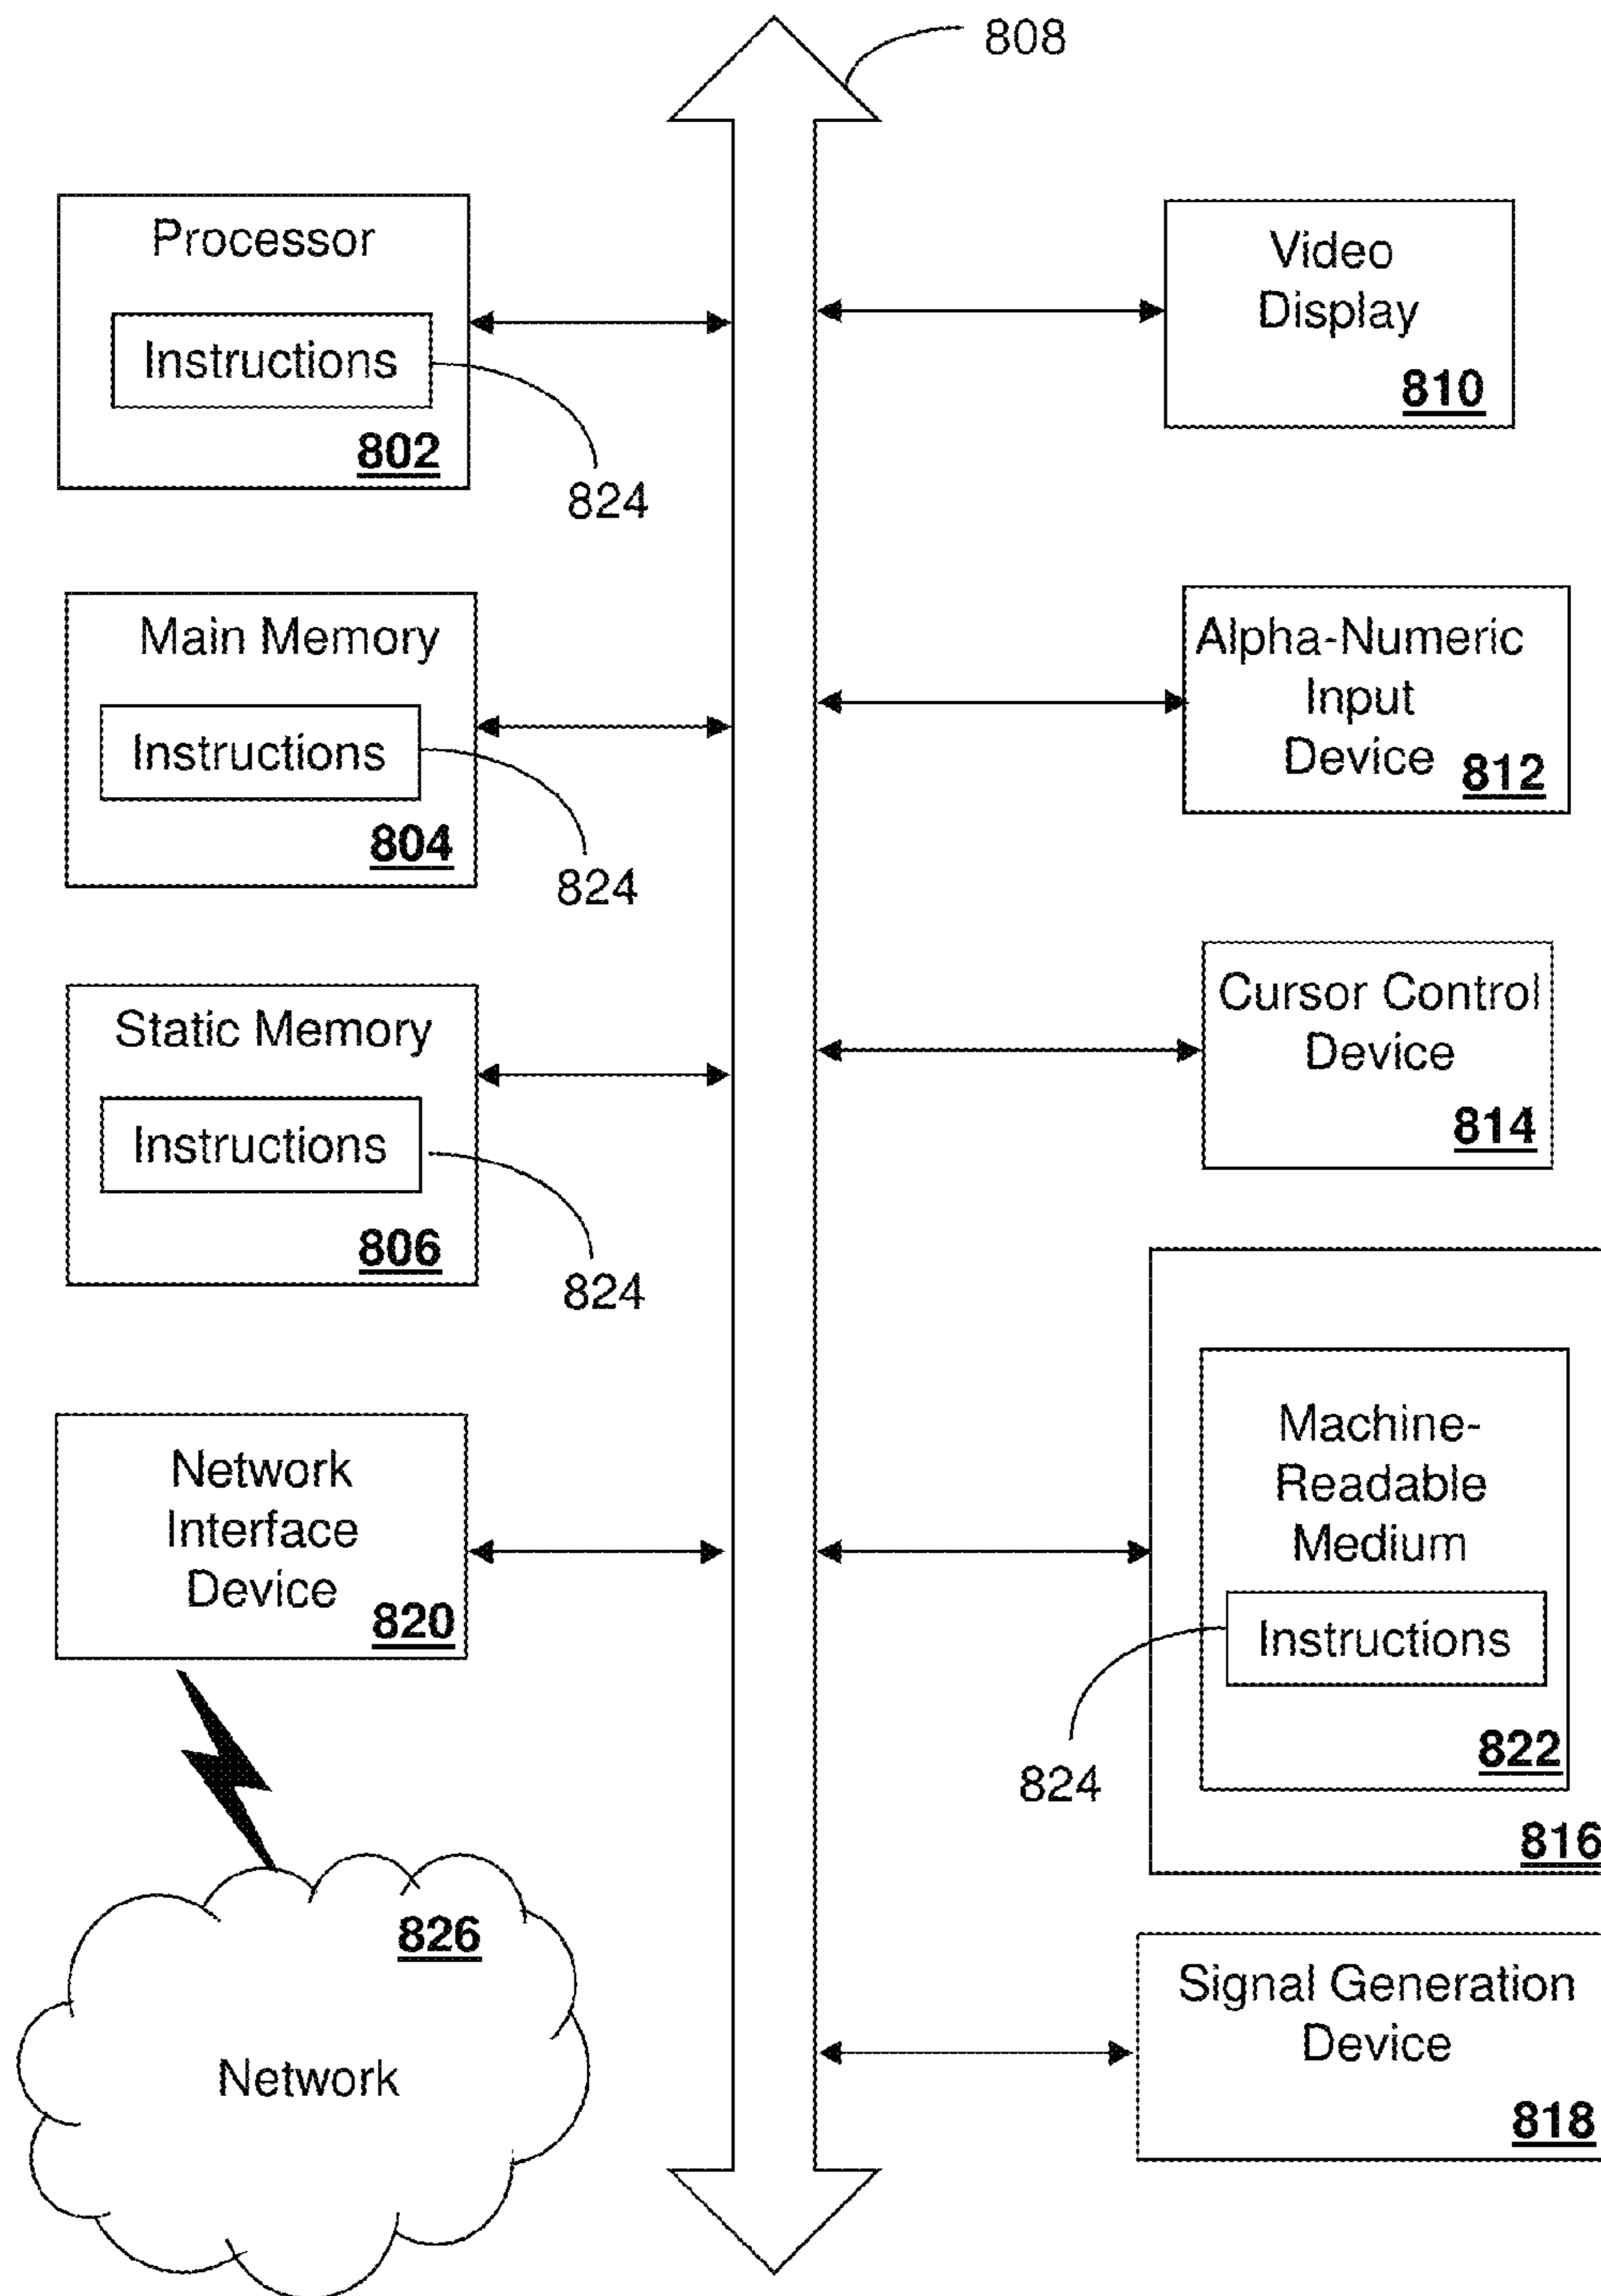 808
Processor
Instructions
802
824
Main Memory
Instructions
804
824
Static Memory
Instructions
806
824
Network
Interface
Device
820
826
Network
Video
Display
810
Alpha-Numeric
Input
Device
812
Cursor Control
Device
814
Machine-
Readable
Medium
Instructions
822
824
816
Signal Generation
Device
818